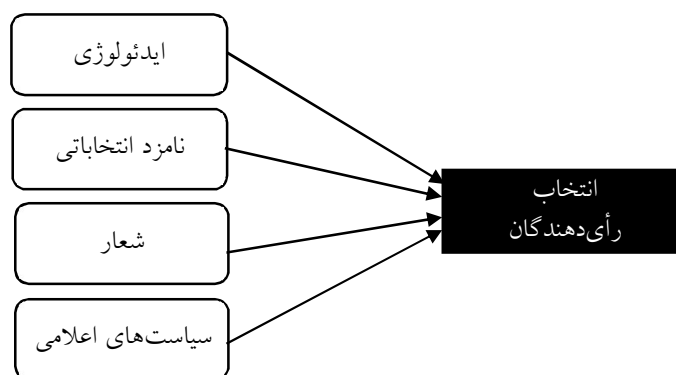 ایدئولوژی
نامزد انتخاباتی
شعار
سیاست‌های اعلامی
انتخاب
رأی‌دهندگان